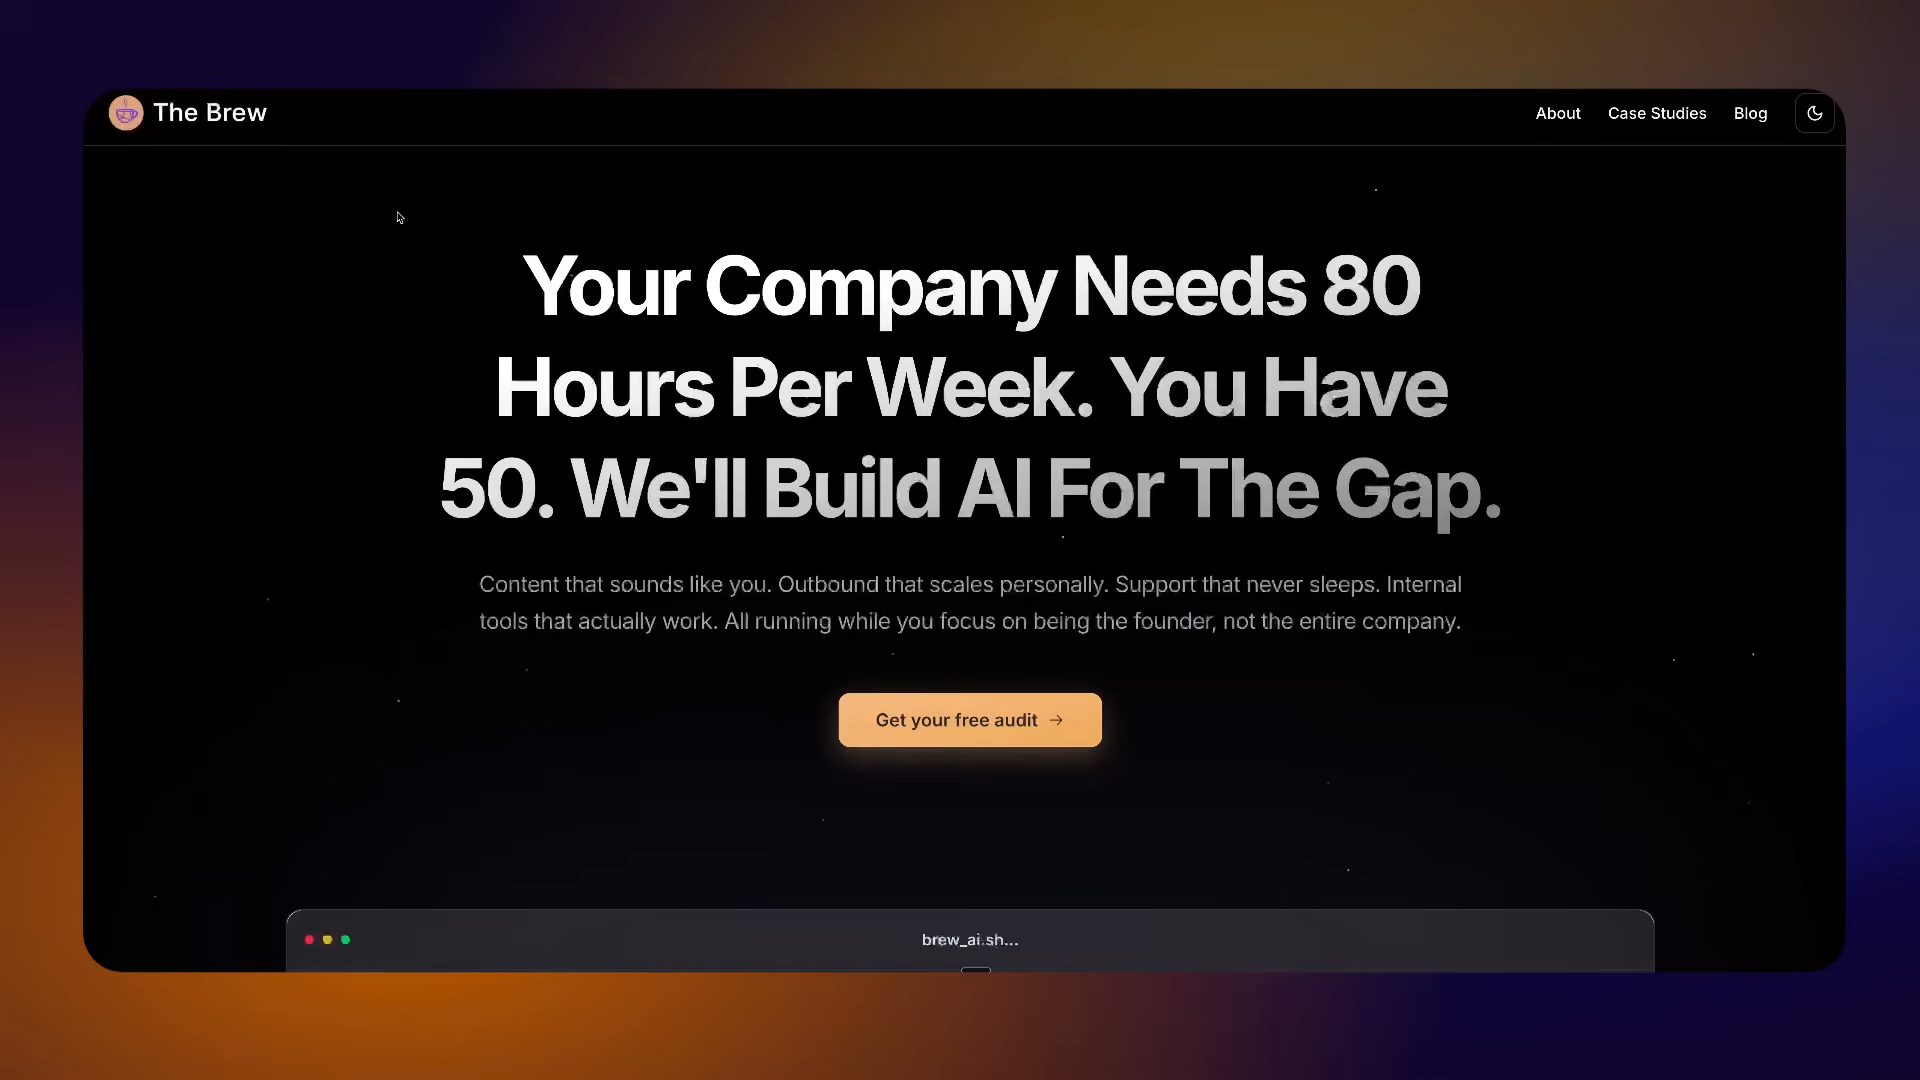 The Brew
About
Case Studies
Blog
Your Company Needs 80
Hours Per Week. You Have
50. We'll Build AI For The Gap.
Content that sounds like you. Outbound that scales personally. Support that never sleeps. Internal
tools that actually work. All running while you focus on being the founder, not the entire company.
Get your free audit →
brew_ai.sh...